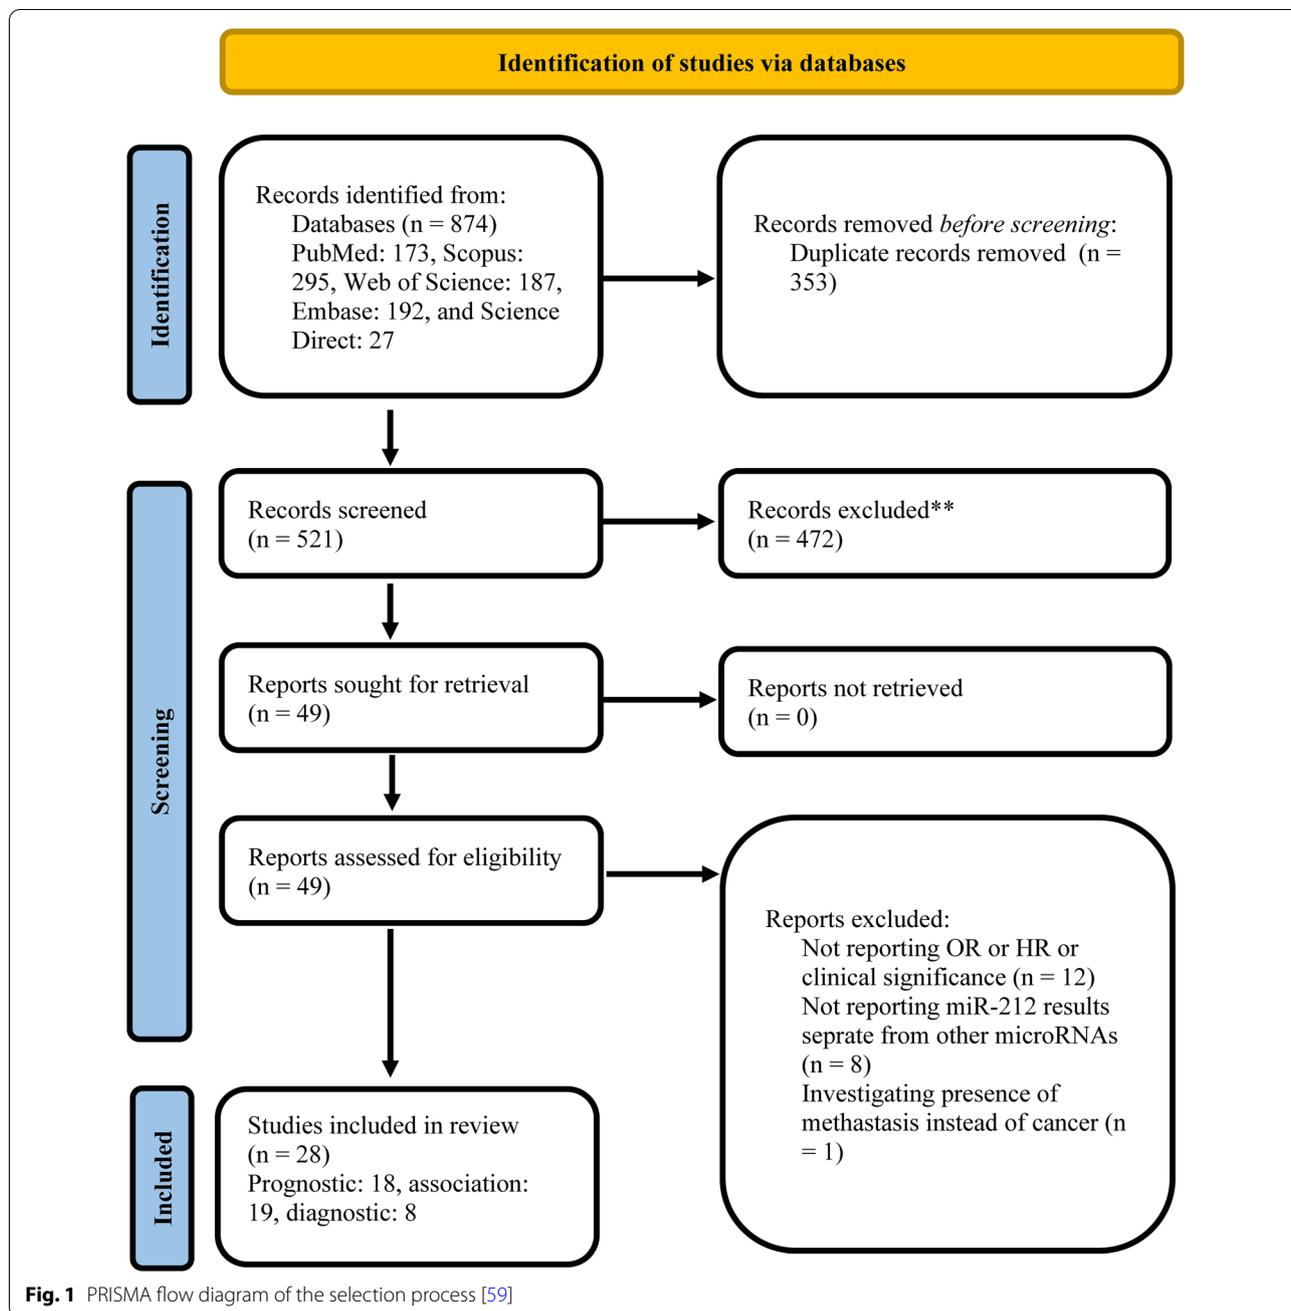 Identification of studies via databases
Identification
Records identified from:
Databases (n = 874)
PubMed: 173, Scopus:
295, Web of Science: 187,
Embase: 192, and Science
Direct: 27
Records removed before screening:
Duplicate records removed (n =
353)
Screening
Records screened
(n = 521)
Records excluded**
(n = 472)
Reports sought for retrieval
(n = 49)
Reports not retrieved
(n = 0)
Reports assessed for eligibility
(n = 49)
Reports excluded:
Not reporting OR or HR or
clinical significance (n = 12)
Not reporting miR-212 results
seprate from other microRNAs
(n = 8)
Investigating presence of
methastasis instead of cancer (n
= 1)
Included
Studies included in review
(n = 28)
Prognostic: 18, association:
19, diagnostic: 8
Fig. 1 PRISMA flow diagram of the selection process [59]